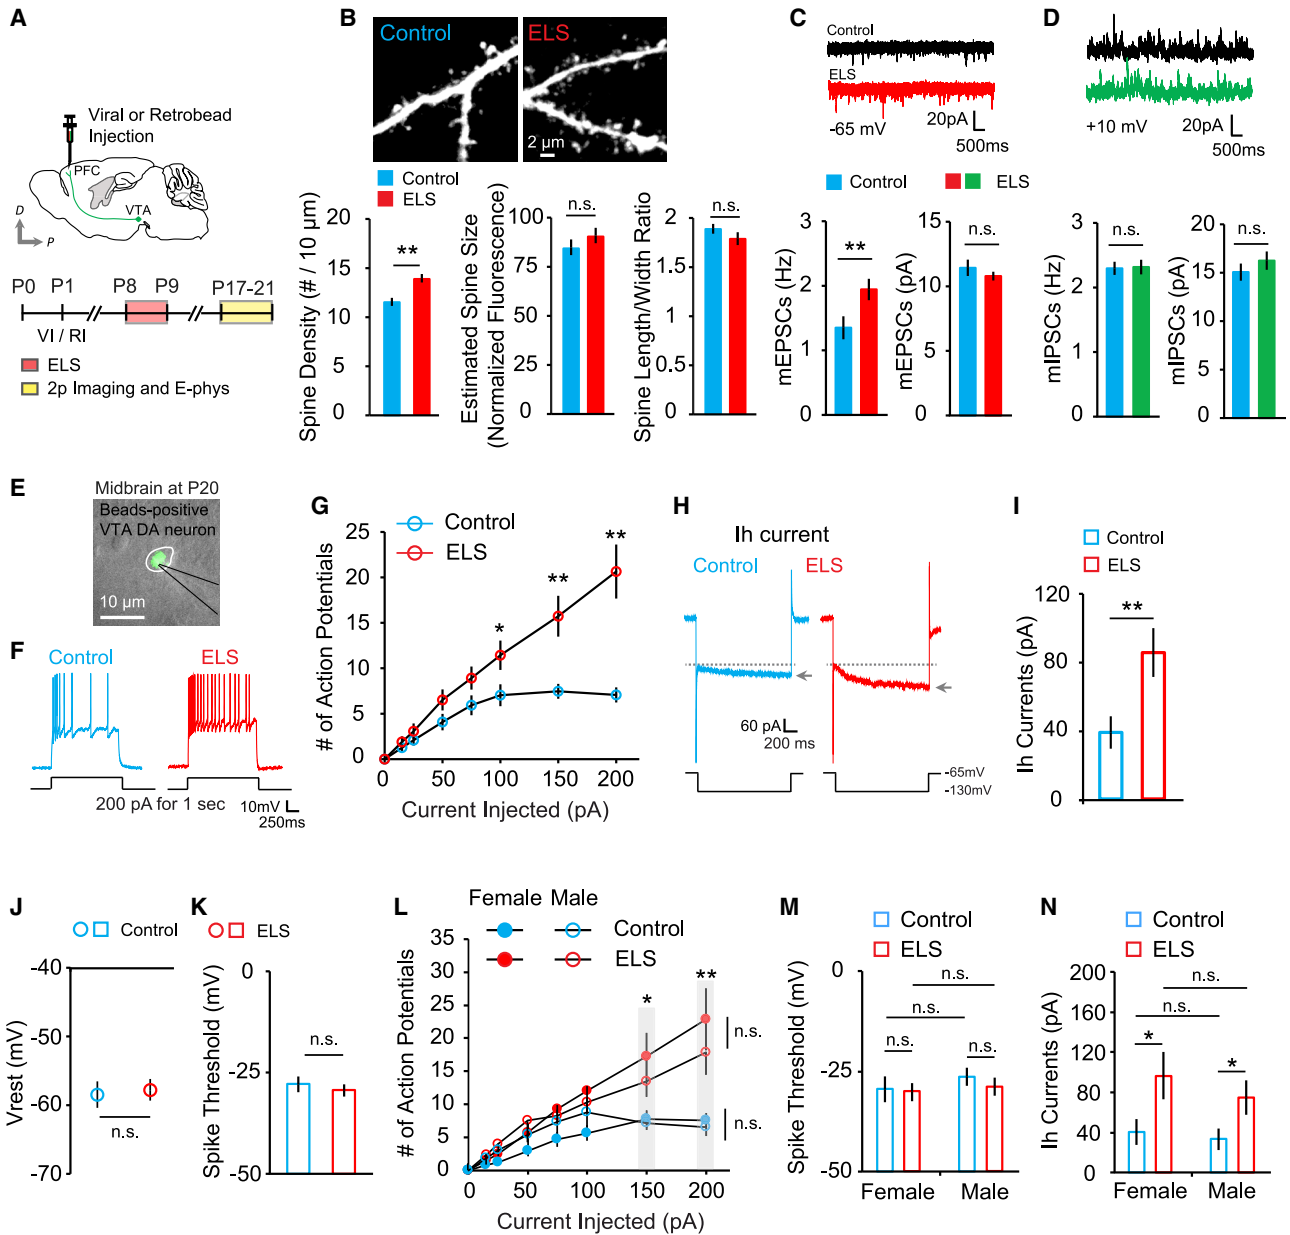 A
Viral or Retrobead
Injection
PFC
VTA
D
P
P0 P1 P8 P9 P17-21
VI / RI
ELS
2p Imaging and E-phys
B
Control
ELS
2 µm
Control
ELS
Spine Density (# / 10 µm)
20
15
10
5
0
**
Estimated Spine Size
(Normalized Fluorescence)
100
75
50
25
0
n.s.
Spine Length/Width Ratio
2
1.5
1
0.5
0
n.s.
C
Control
ELS
-65 mV
20pA
500ms
Control
ELS
mEPSCs (Hz)
3
2
1
0
**
mEPSCs (pA)
15
10
5
0
n.s.
D
+10 mV
20pA
500ms
mIPSCs (Hz)
3
2
1
0
n.s.
mIPSCs (pA)
20
15
10
5
0
n.s.
E
Midbrain at P20
Beads-positive
VTA DA neuron
10 µm
F
Control
ELS
200 pA for 1 sec
10mV
250ms
G
Control
ELS
# of Action Potentials
25
20
15
10
5
0
* ** **
0 50 100 150 200
Current Injected (pA)
H
Ih current
Control
ELS
60 pA
200 ms
-65mV
-130mV
I
Control
ELS
Ih Currents (pA)
120
80
40
0
**
J
Control
Vrest (mV)
-40
-50
-60
-70
n.s.
K
ELS
Spike Threshold (mV)
0
-25
-50
n.s.
L
Female Male
Control
ELS
# of Action Potentials
35
30
25
20
15
10
5
0
* **
n.s.
n.s.
0 50 100 150 200
Current Injected (pA)
M
Control
ELS
Spike Threshold (mV)
0
-25
-50
n.s.
n.s.
n.s.
n.s.
Female Male
N
Control
ELS
Ih Currents (pA)
200
160
120
80
40
0
n.s.
n.s.
*
*
Female Male